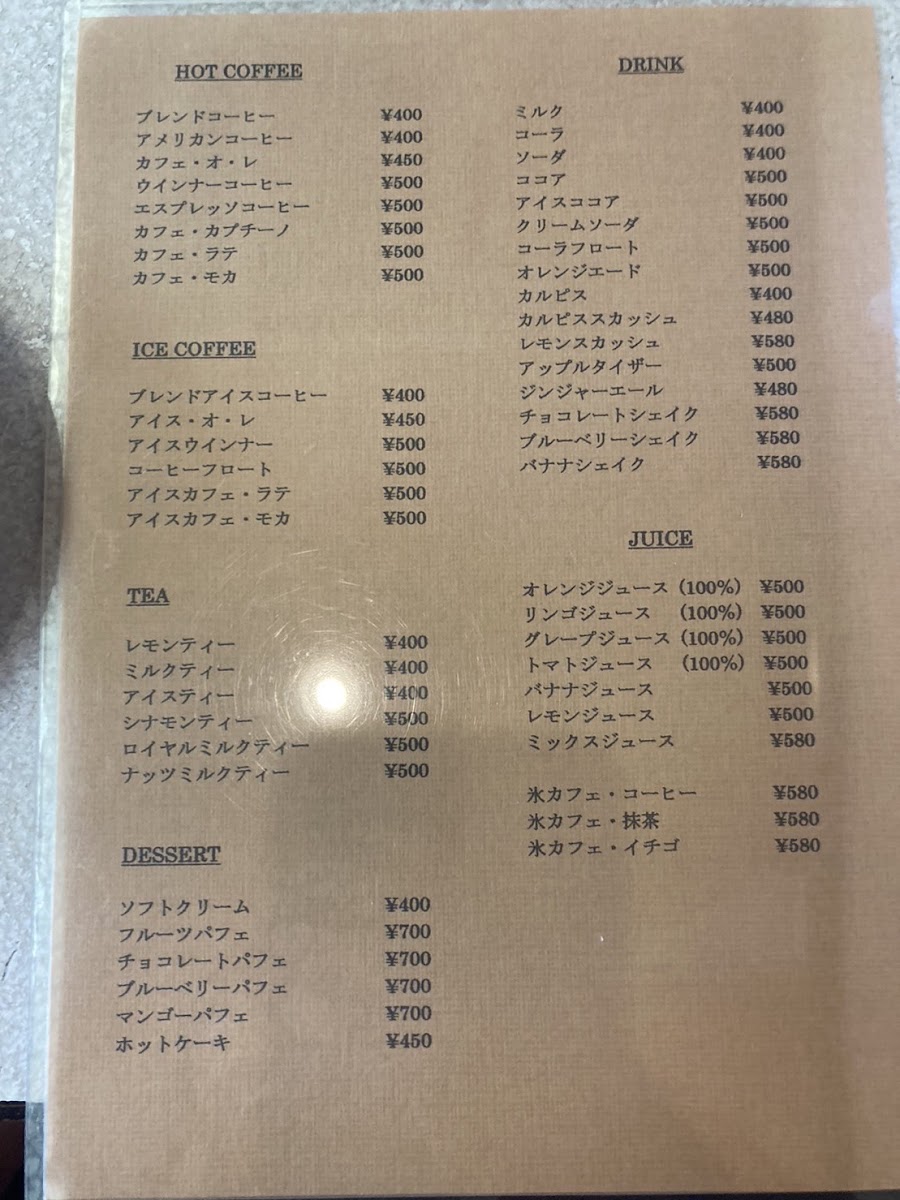 HOT COFFEE
ブレンドコーヒー ¥400
アメリカンコーヒー ¥400
カフェ・オ・レ ¥450
ウインナーコーヒー ¥500
エスプレッソコーヒー ¥500
カフェ・カプチーノ ¥500
カフェ・ラテ ¥500
カフェ・モカ ¥500
ICE COFFEE
ブレンドアイスコーヒー ¥400
アイス・オ・レ ¥450
アイスウインナー ¥500
コーヒーフロート ¥500
アイスカフェ・ラテ ¥500
アイスカフェ・モカ ¥500
TEA
レモンティー ¥400
ミルクティー ¥400
アイスティー ¥400
シナモンティー ¥500
ロイヤルミルクティー ¥500
ナッツミルクティー ¥500
DESSERT
ソフトクリーム ¥400
フルーツパフェ ¥700
チョコレートパフェ ¥700
ブルーベリーパフェ ¥700
マンゴーパフェ ¥700
ホットケーキ ¥450
DRINK
ミルク ¥400
コーラ ¥400
ソーダ ¥400
ココア ¥500
アイスココア ¥500
クリームソーダ ¥500
コーラフロート ¥500
オレンジエード ¥500
カルピス ¥400
カルピススカッシュ ¥480
レモンスカッシュ ¥580
アップルタイザー ¥500
ジンジャーエール ¥480
チョコレートシェイク ¥580
ブルーベリーシェイク ¥580
バナナシェイク ¥580
JUICE
オレンジジュース (100%) ¥500
リンゴジュース (100%) ¥500
グレープジュース (100%) ¥500
トマトジュース (100%) ¥500
バナナジュース ¥500
レモンジュース ¥500
ミックスジュース ¥580
氷カフェ・コーヒー ¥580
氷カフェ・抹茶 ¥580
氷カフェ・イチゴ ¥580